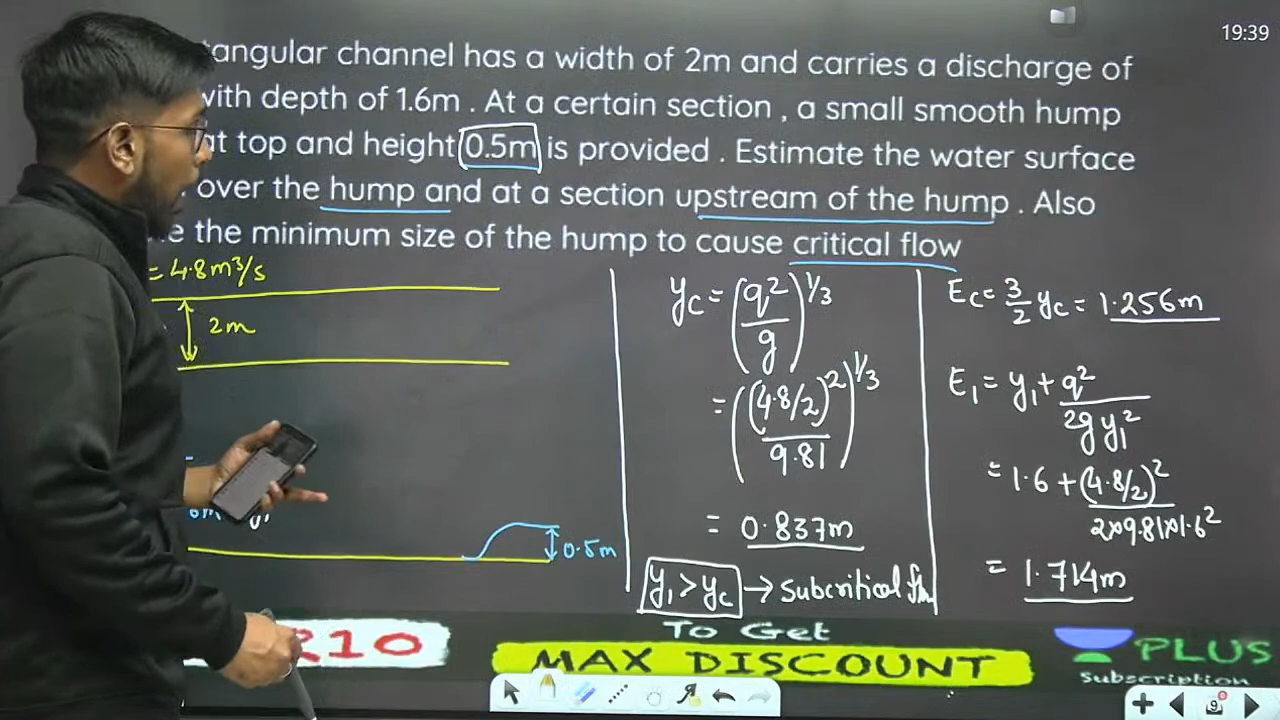 19:39
tangular channel has a width of 2m and carries a discharge of
with depth of 1.6m . At a certain section , a small smooth hump
at top and height 0.5m is provided . Estimate the water surface
over the hump and at a section upstream of the hump . Also
e the minimum size of the hump to cause critical flow
= 4.8m³/s
2m
0.5m
yc = (q²/g)^1/3
= ((4.8/2)²/9.81)^1/3
= 0.837m
y₁ > yc → Subcritical
Ec = 3/2 yc = 1.256m
E₁ = y₁ + q²/2gy₁²
= 1.6 + (4.8/2)²/2×9.81×1.6²
= 1.714m
210
To Get
MAX DISCOUNT
PLUS
Subscription
9